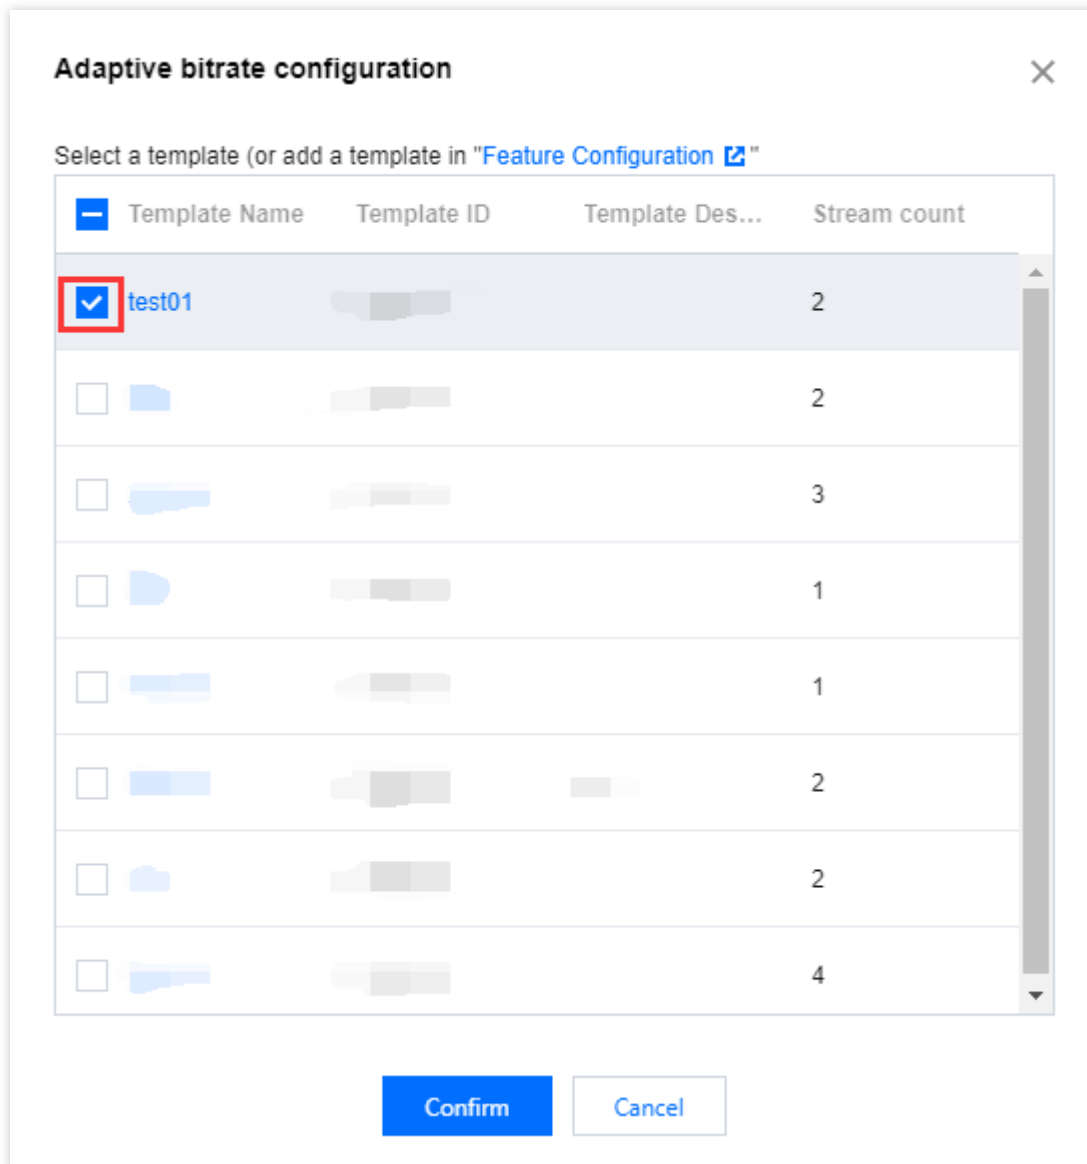 Adaptive bitrate configuration
Select a template (or add a template in "Feature Configuration "
Template Name Template ID Template Des... Stream count
test01 2
2
3
1
1
2
2
4
Confirm Cancel